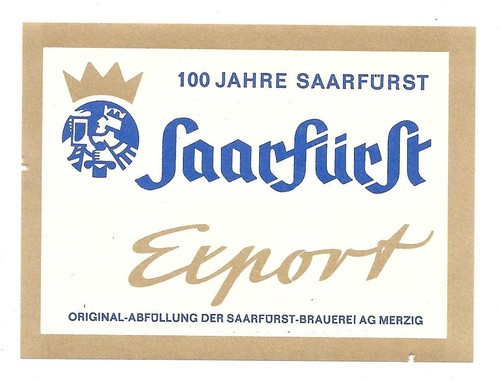 100 JAHRE SAARFÜRST
Saarfürst
Export
ORIGINAL-ABFÜLLUNG DER SAARFÜRST-BRAUEREI AG MERZIG